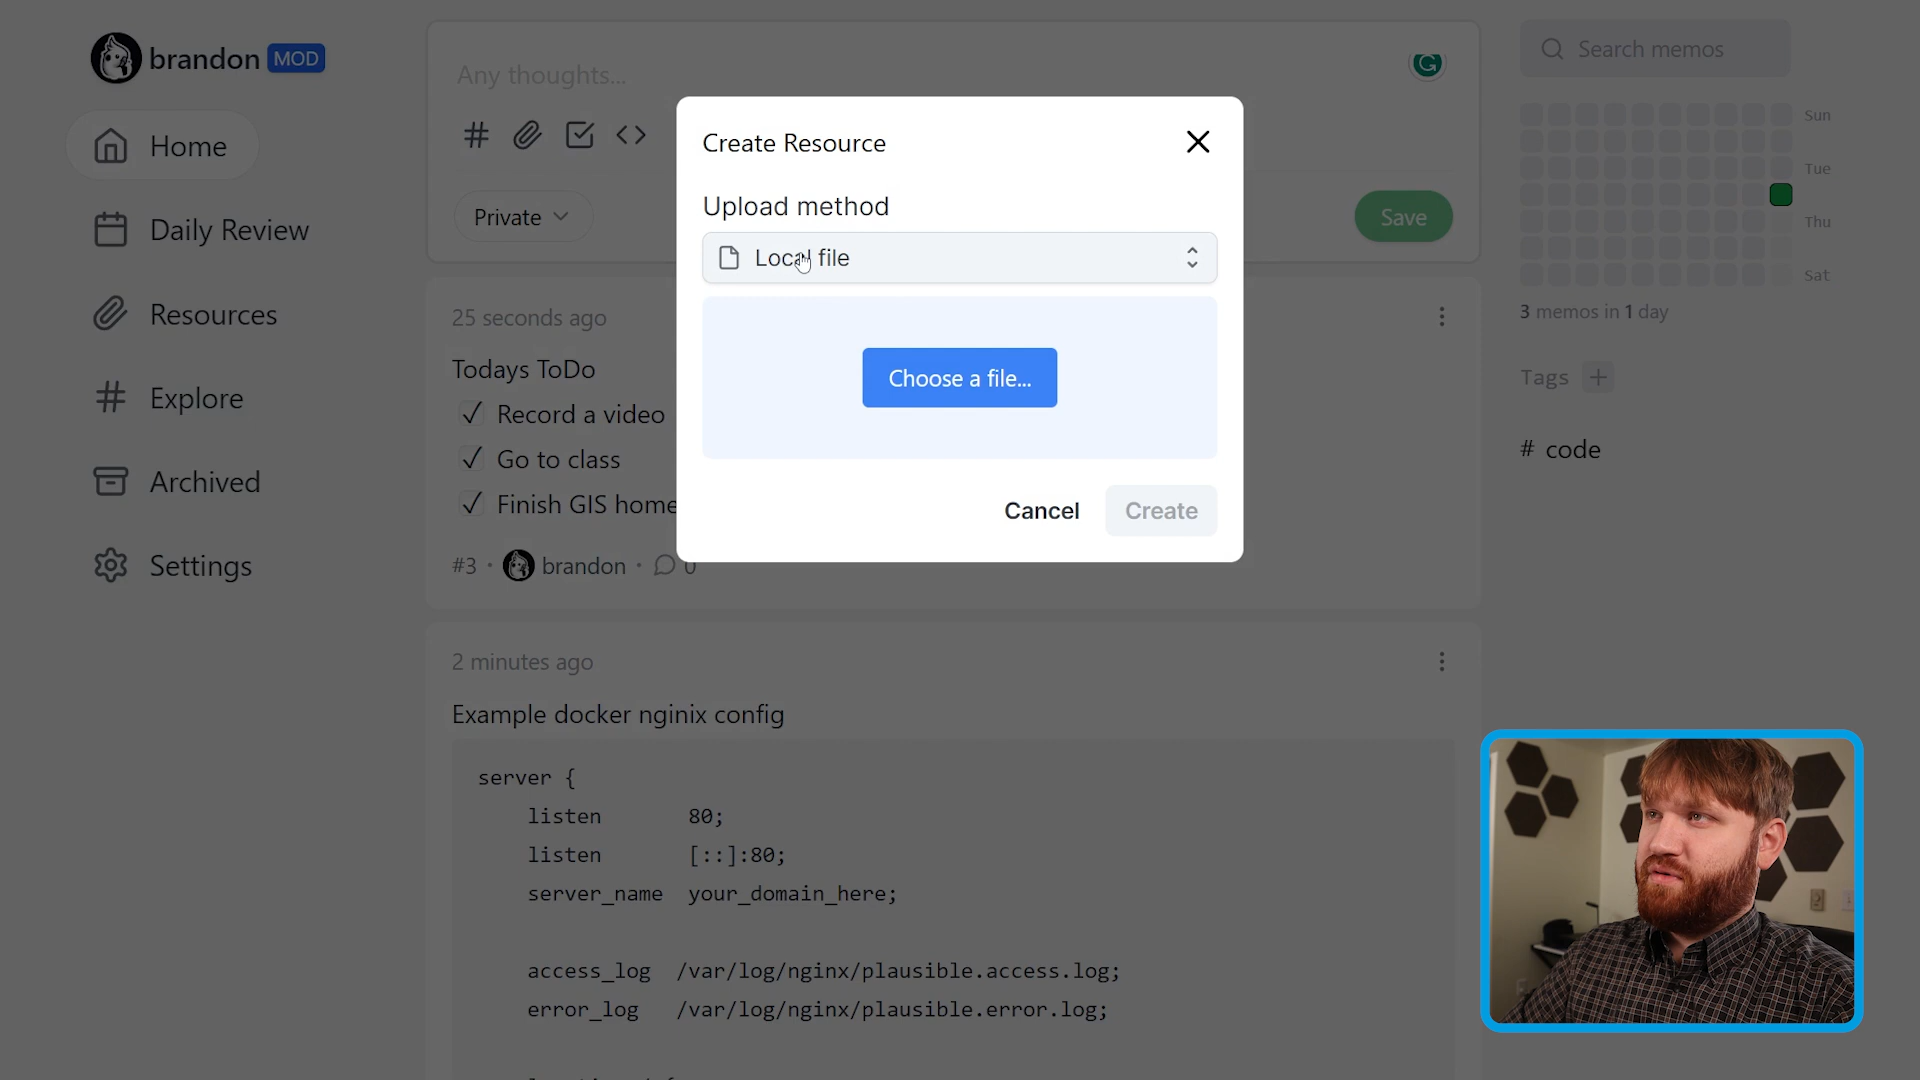 brandon MOD
Home
Daily Review
Resources
Explore
Archived
Settings
Any thoughts...
Private
Save
25 seconds ago
Todays ToDo
Record a video
Go to class
Finish GIS home
#3 · brandon · 0
2 minutes ago
Example docker nginix config
server {
listen 80;
listen [::]:80;
server_name your_domain_here;
access_log /var/log/nginx/plausible.access.log;
error_log /var/log/nginx/plausible.error.log;
Create Resource
Upload method
Local file
Choose a file...
Cancel
Create
Search memos
Sun
Tue
Thu
Sat
3 memos in 1 day
Tags +
# code